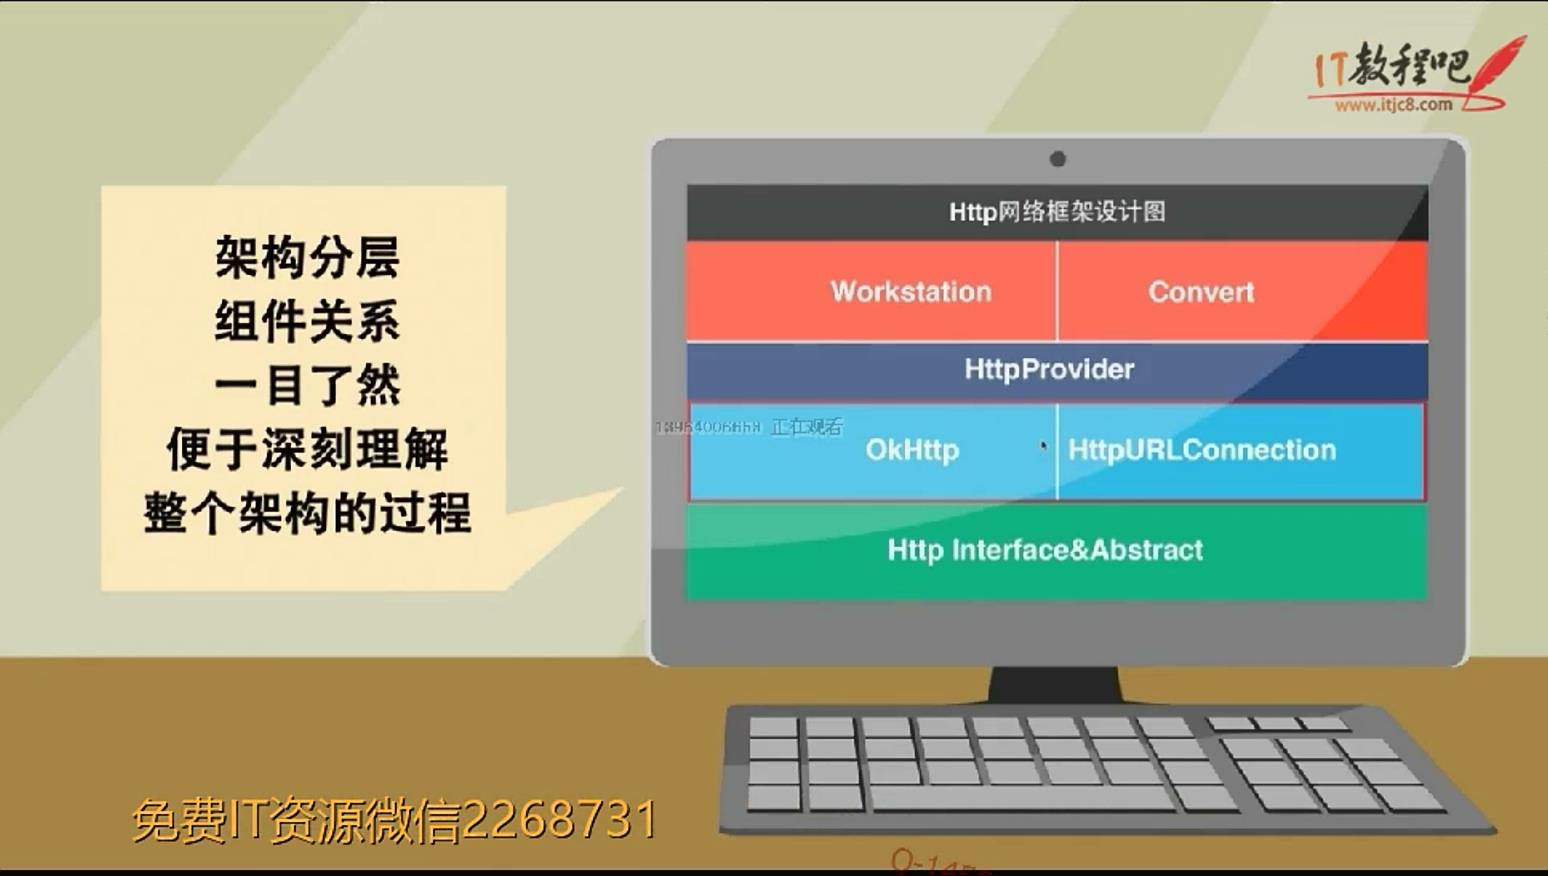 IT教程吧
www.itjc8.com
架构分层
组件关系
一目了然
便于深刻理解
整个架构的过程
Http网络框架设计图
Workstation
Convert
HttpProvider
正在观看
OkHttp
HttpURLConnection
Http Interface&Abstract
免费IT资源微信2268731